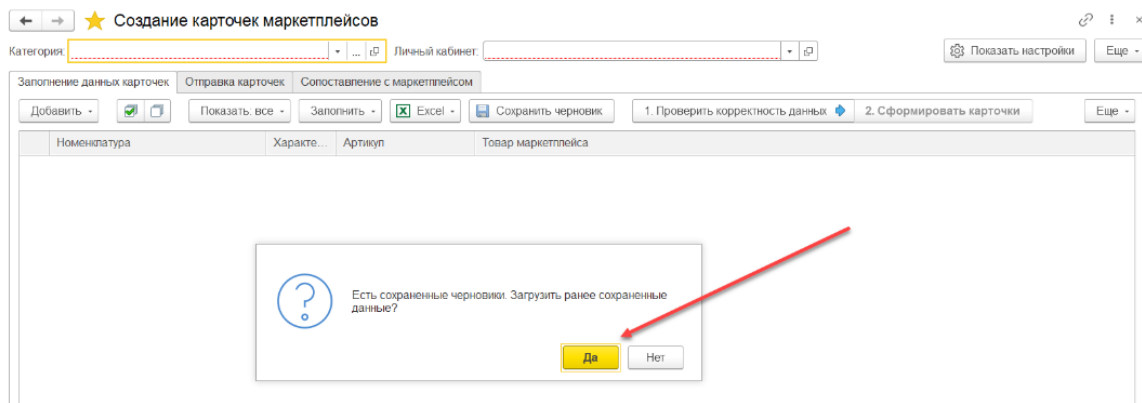 Создание карточек маркетплейсов
Категория: Личный кабинет: Показать настройки Еще
Заполнение данных карточек Отправка карточек Сопоставление с маркетплейсом
Добавить Показать: все Заполнить Excel Сохранить черновик 1. Проверить корректность данных 2. Сформировать карточки Еще
Номенклатура Характе... Артикул Товар маркетплейса
Есть сохраненные черновики. Загрузить ранее сохраненные
данные?
Да Нет